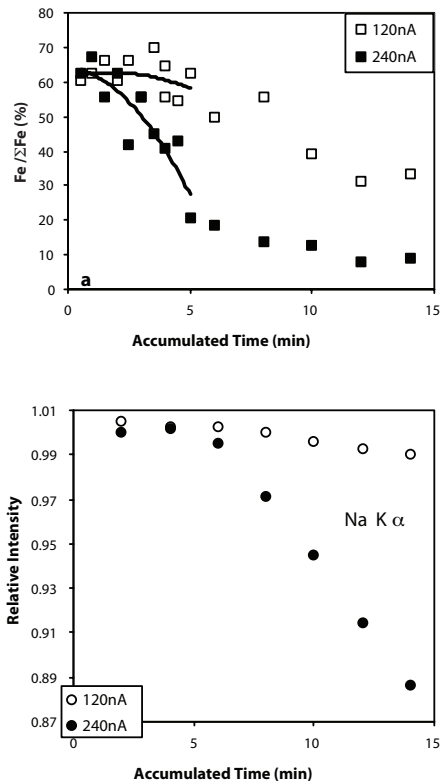 80
70
60
50
40
30
20
10
0
Fe /ΣFe (%)
120nA
240nA
a
0 5 10 15
Accumulated Time (min)
1.01
0.99
0.97
0.95
0.93
0.91
0.89
0.87
Relative Intensity
Na K α
120nA
240nA
0 5 10 15
Accumulated Time (min)